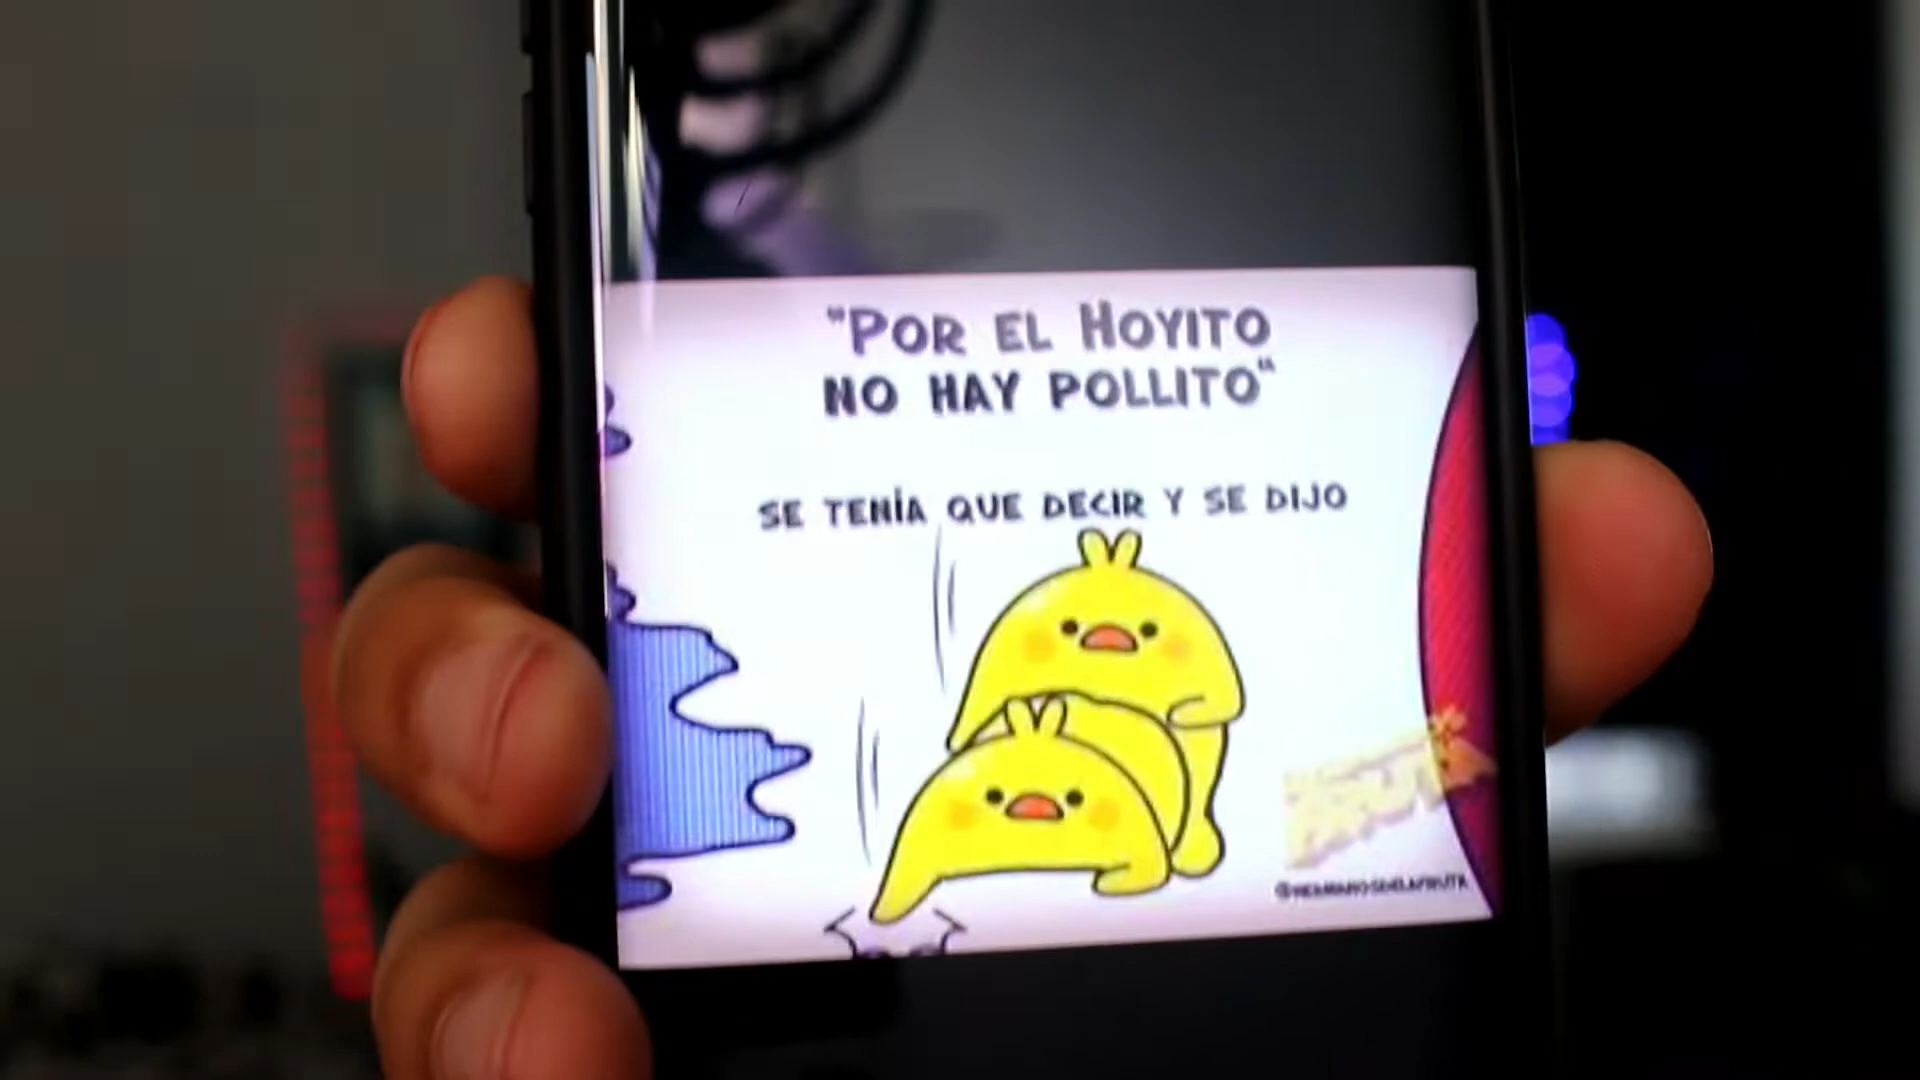 "POR EL HOYITO
NO HAY POLLITO"
SE TENÍA QUE DECIR Y SE DIJO